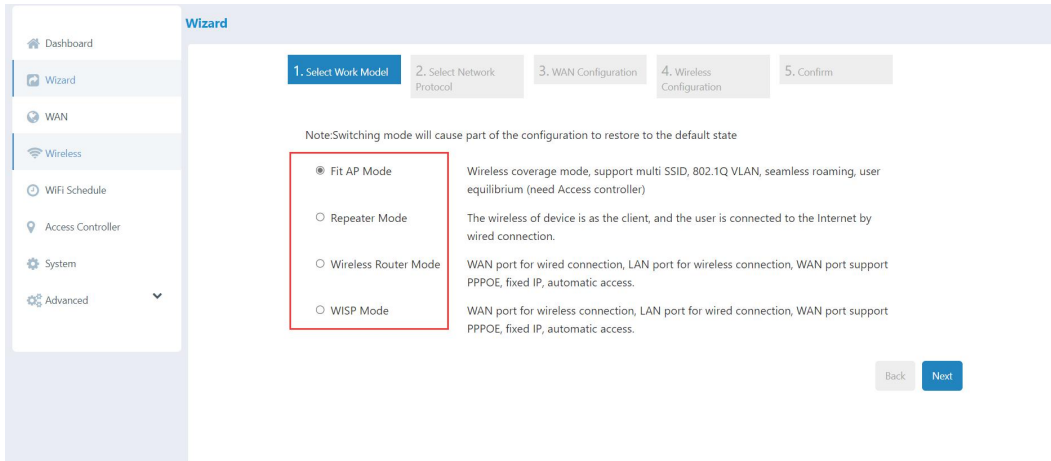 Wizard
Dashboard
Wizard
WAN
Wireless
WiFi Schedule
Access Controller
System
Advanced
1. Select Work Model
2. Select Network
Protocol
3. WAN Configuration
4. Wireless
Configuration
5. Confirm
Note:Switching mode will cause part of the configuration to restore to the default state
Fit AP Mode
Wireless coverage mode, support multi SSID, 802.1Q VLAN, seamless roaming, user
equilibrium (need Access controller)
Repeater Mode
The wireless of device is as the client, and the user is connected to the Internet by
wired connection.
Wireless Router Mode
WAN port for wired connection, LAN port for wireless connection, WAN port support
PPPOE, fixed IP, automatic access.
WISP Mode
WAN port for wireless connection, LAN port for wired connection, WAN port support
PPPOE, fixed IP, automatic access.
Back
Next